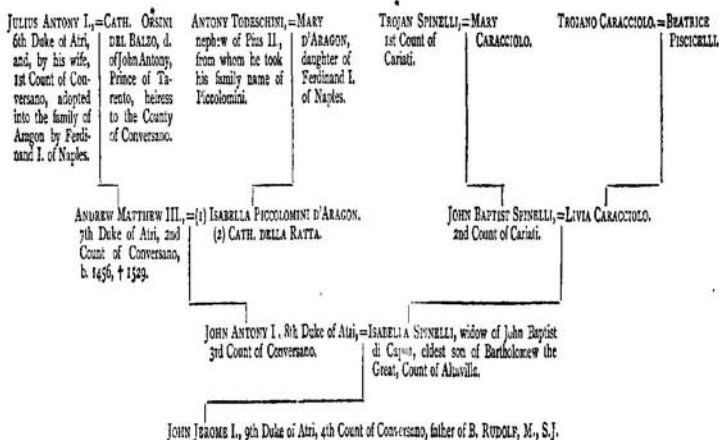 JULIUS ANTONY I.,=CATH. ORSINI
6th Duke of Atri, DEL BALZO, d.
and, by his wife, of John Antony,
1st Count of Con- Prince of Ta-
versano, adopted rento, heiress
into the family of to the County
Aragon by Ferdi- of Conversano.
nand I. of Naples.
ANTONY TODESCHINI,=MARY
nephew of Pius II., D'ARAGON,
from whom he took daughter of
his family name of Ferdinand I.
Piccolomini. of Naples.
TROJAN SPINELLI,=MARY
1st Count of CARACCIOLO.
Cariati.
TROJANO CARACCIOLO.=BEATRICE
PISCICELLI.
ANDREW MATTHEW III.,=(1) ISABELLA PICCOLOMINI D'ARAGON.
7th Duke of Atri, 2nd (2) CATH. DELLA RATTA.
Count of Conversano,
b. 1456, † 1529.
JOHN BAPTIST SPINELLI,=LIVIA CARACCIOLO.
2nd Count of Cariati.
JOHN ANTONY I., 8th Duke of Atri,=ISABELLA SPINELLI, widow of John Baptist
3rd Count of Conversano. di Capua, eldest son of Bartholomew the
Great, Count of Altaville.
JOHN JEROME I., 9th Duke of Atri, 4th Count of Conversano, father of B. RUDOLF, M., S.J.